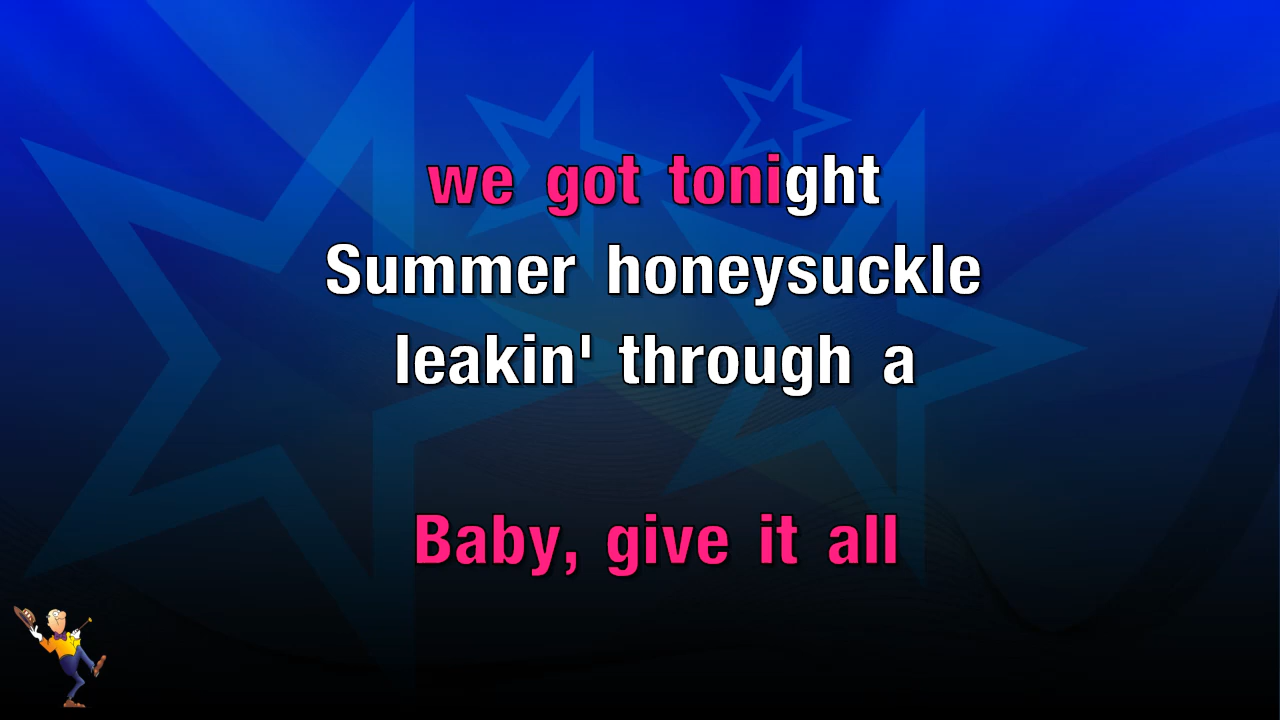 we got tonight
Summer honeysuckle
leakin' through a
Baby, give it all